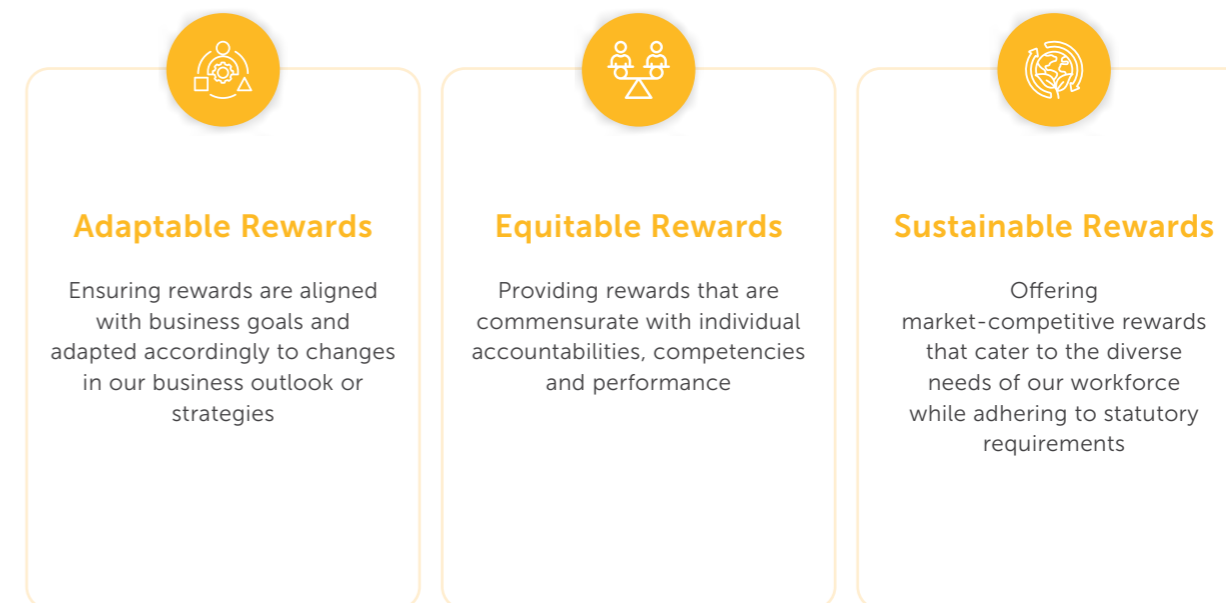 Adaptable Rewards
Ensuring rewards are aligned
with business goals and
adapted accordingly to changes
in our business outlook or
strategies
Equitable Rewards
Providing rewards that are
commensurate with individual
accountabilities, competencies
and performance
Sustainable Rewards
Offering
market-competitive rewards
that cater to the diverse
needs of our workforce
while adhering to statutory
requirements